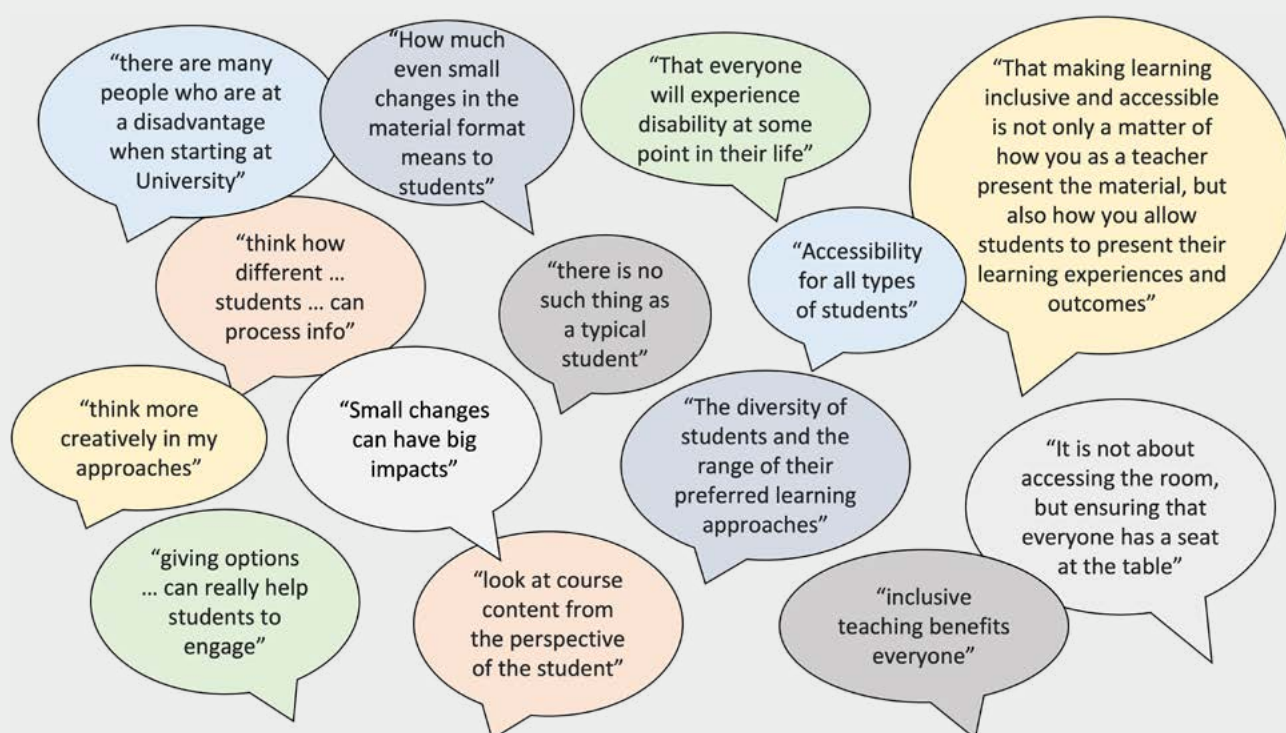 “there are many
people who are at
a disadvantage
when starting at
University”
“How much
even small
changes in the
material format
means to
students”
“That everyone
will experience
disability at some
point in their life”
“That making learning
inclusive and accessible
is not only a matter of
how you as a teacher
present the material, but
also how you allow
students to present their
learning experiences and
outcomes”
“think how
different ...
students ... can
process info”
“there is no
such thing as
a typical
student”
“Accessibility
for all types
of students”
“think more
creatively in my
approaches”
“Small changes
can have big
impacts”
“The diversity of
students and the
range of their
preferred learning
approaches”
“It is not about
accessing the room,
but ensuring that
everyone has a seat
at the table”
“giving options
... can really help
students to
engage”
“look at course
content from
the perspective
of the student”
“inclusive
teaching benefits
everyone”